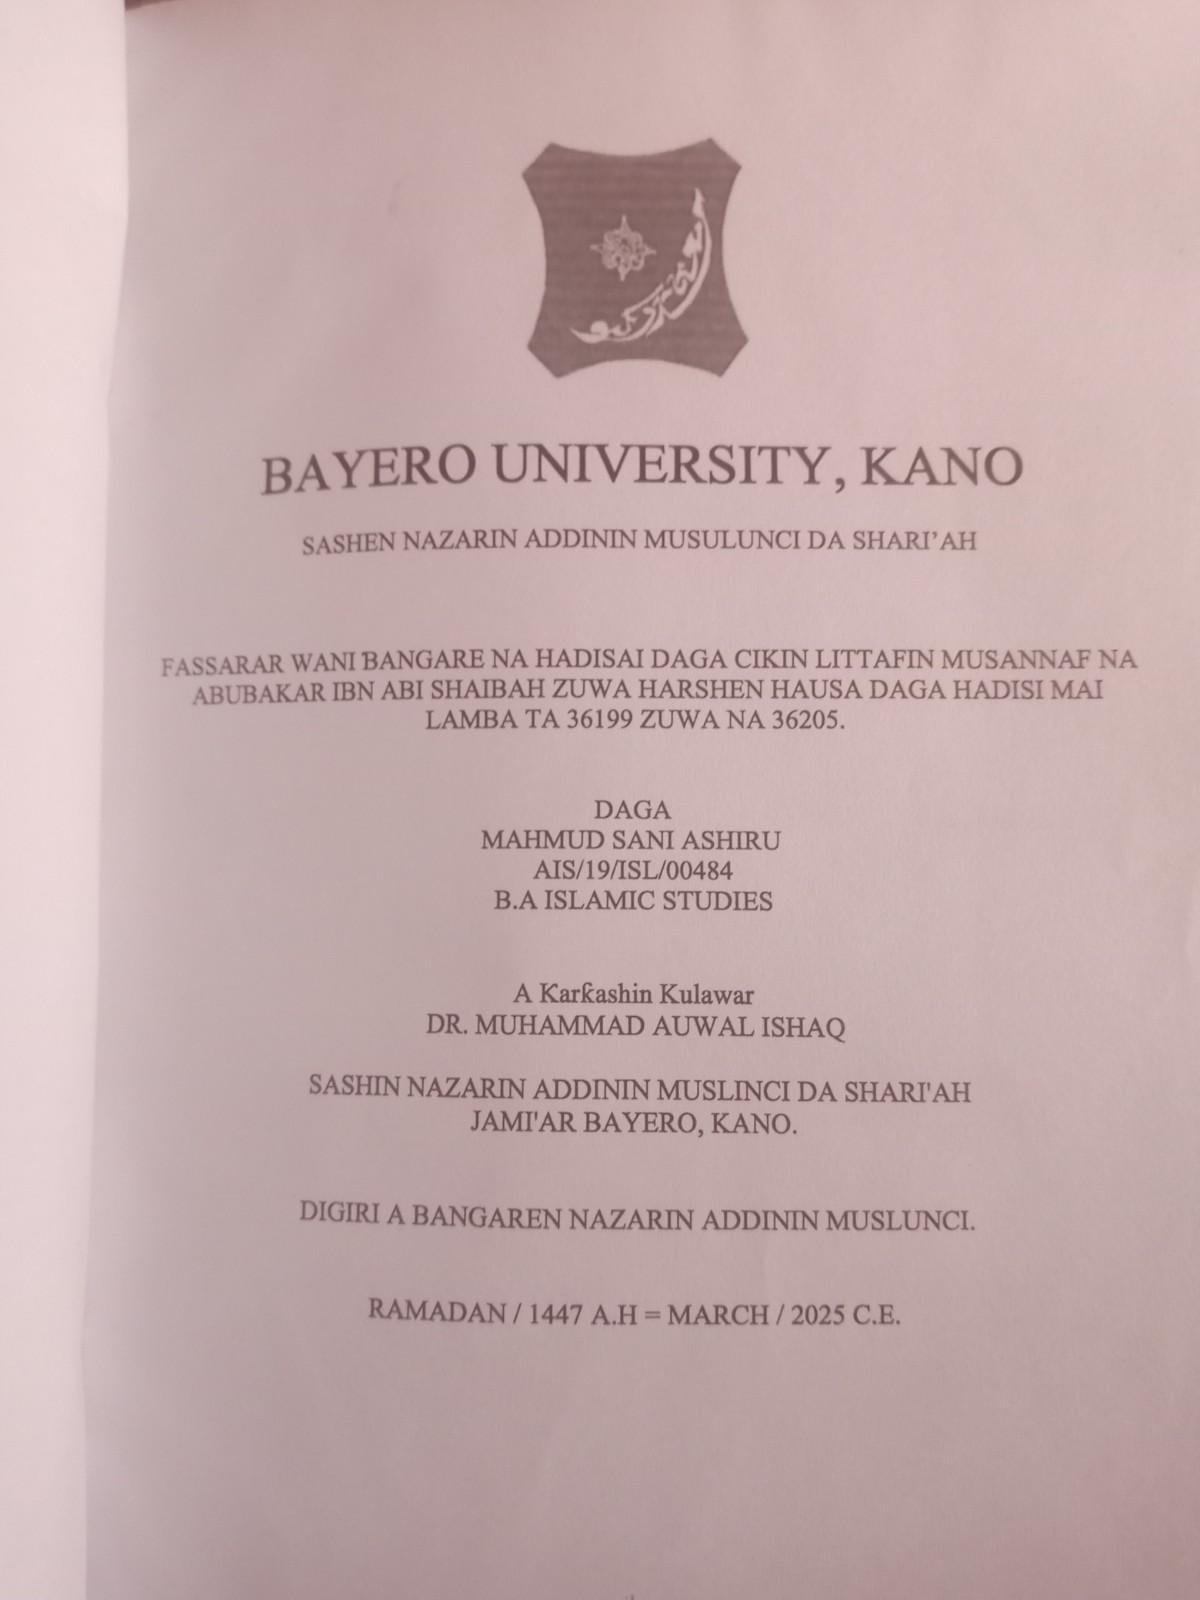 BAYERO UNIVERSITY, KANO
SASHEN NAZARIN ADDININ MUSULUNCI DA SHARI’AH
FASSARAR WANI ƁANGARE NA HADISAI DAGA CIKIN LITTAFIN MUSANNAF NA
ABUBAKAR IBN ABI SHAIBAH ZUWA HARSHEN HAUSA DAGA HADISI MAI
LAMBA TA 36199 ZUWA NA 36205.
DAGA
MAHMUD SANI ASHIRU
AIS/19/ISL/00484
B.A ISLAMIC STUDIES
A Karƙashin Kulawar
DR. MUHAMMAD AUWAL ISHAQ
SASHIN NAZARIN ADDININ MUSLINCI DA SHARI'AH
JAMI'AR BAYERO, KANO.
DIGIRI A BANGAREN NAZARIN ADDININ MUSLUNCI.
RAMADAN / 1447 A.H = MARCH / 2025 C.E.